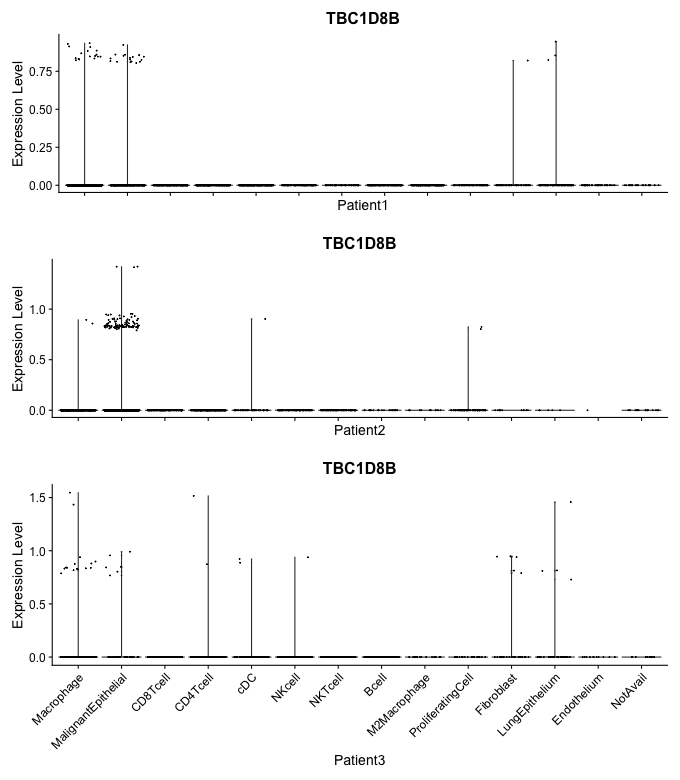 TBC1D8B
Expression Level
0.75
0.50
0.25
0.00
Patient1
TBC1D8B
Expression Level
1.0
0.5
0.0
Patient2
TBC1D8B
Expression Level
1.5
1.0
0.5
0.0
Macrophage
MalignantEpithelial
CD8Tcell
CD4Tcell
cDC
NKcell
NKTcell
Bcell
M2Macrophage
ProliferatingCell
Fibroblast
LungEpithelium
Endothelium
NotAvail
Patient3